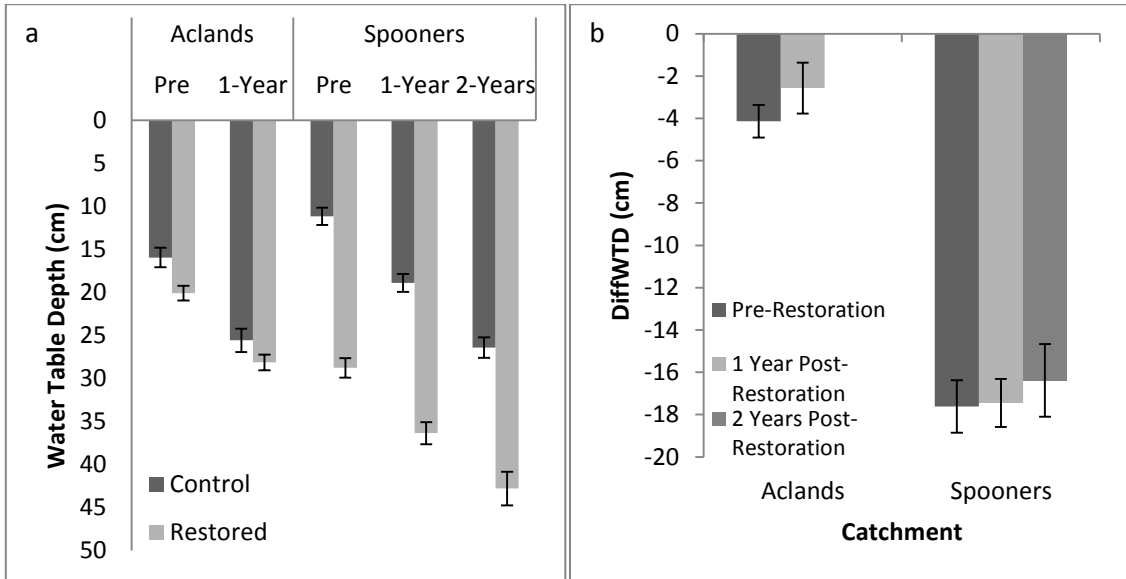 a
Aclands Spooners
Pre 1-Year Pre 1-Year 2-Years
0
5
10
15
20
25
30
35
40
45
50
Water Table Depth (cm)
Control
Restored
b
0
-2
-4
-6
-8
-10
-12
-14
-16
-18
-20
DiffWTD (cm)
Pre-Restoration
1 Year Post-
Restoration
2 Years Post-
Restoration
Aclands Spooners
Catchment